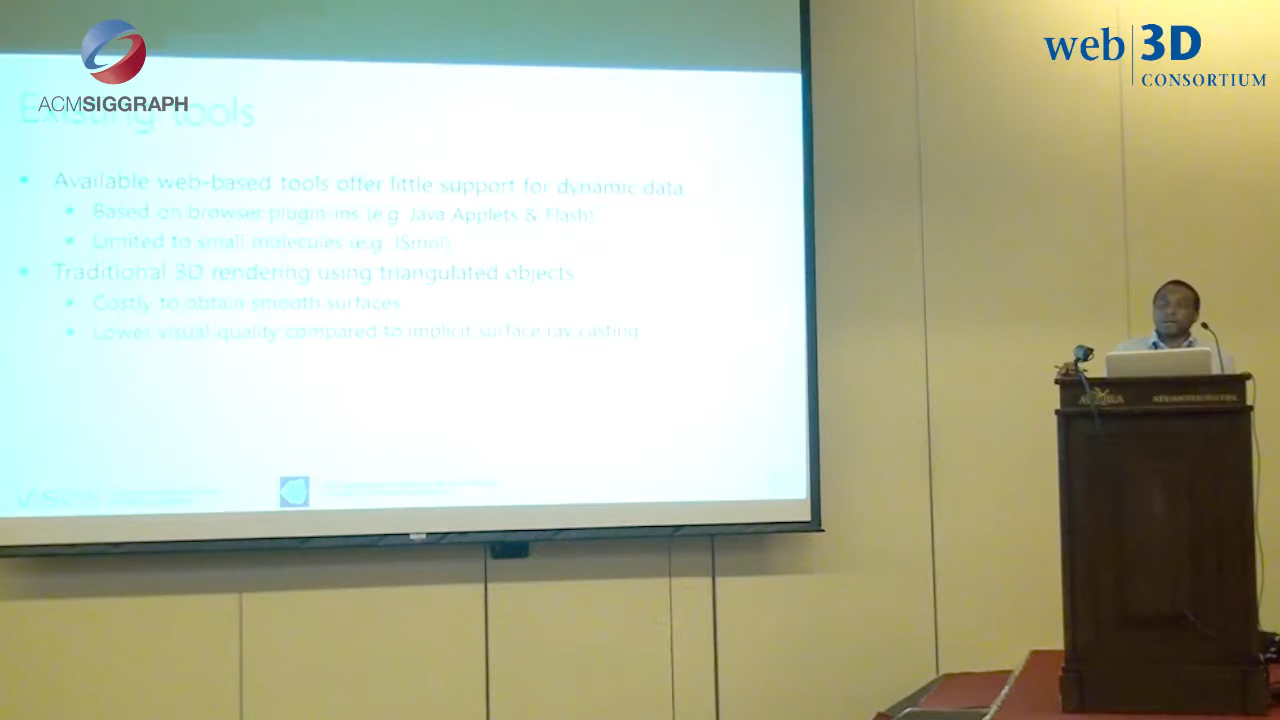 ACMSIGGRAPH
web 3D
CONSORTIUM
Existing tools
Available web-based tools offer little support for dynamic data
Based on browser plugin-ins (e.g. Java Applets & Flash)
Limited to small molecules (e.g. JSmol)
Traditional 3D rendering using triangulated objects
Costly to obtain smooth surfaces
Lower visual quality compared to implicit surface ray casting